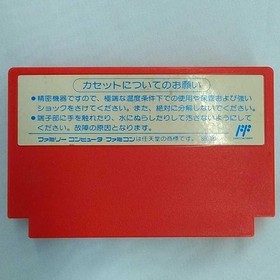 カセットについてのお願い
●精密機器ですので、極端な温度条件下での使用や保管および強い
ショックをさけてください。また、絶対に分解しないでください。
●端子部に手を触れたり、水にぬらしたりして汚さないようにして
ください。故障の原因となります。
ファミリーコンピュータ・ファミコンは任天堂の商標です。